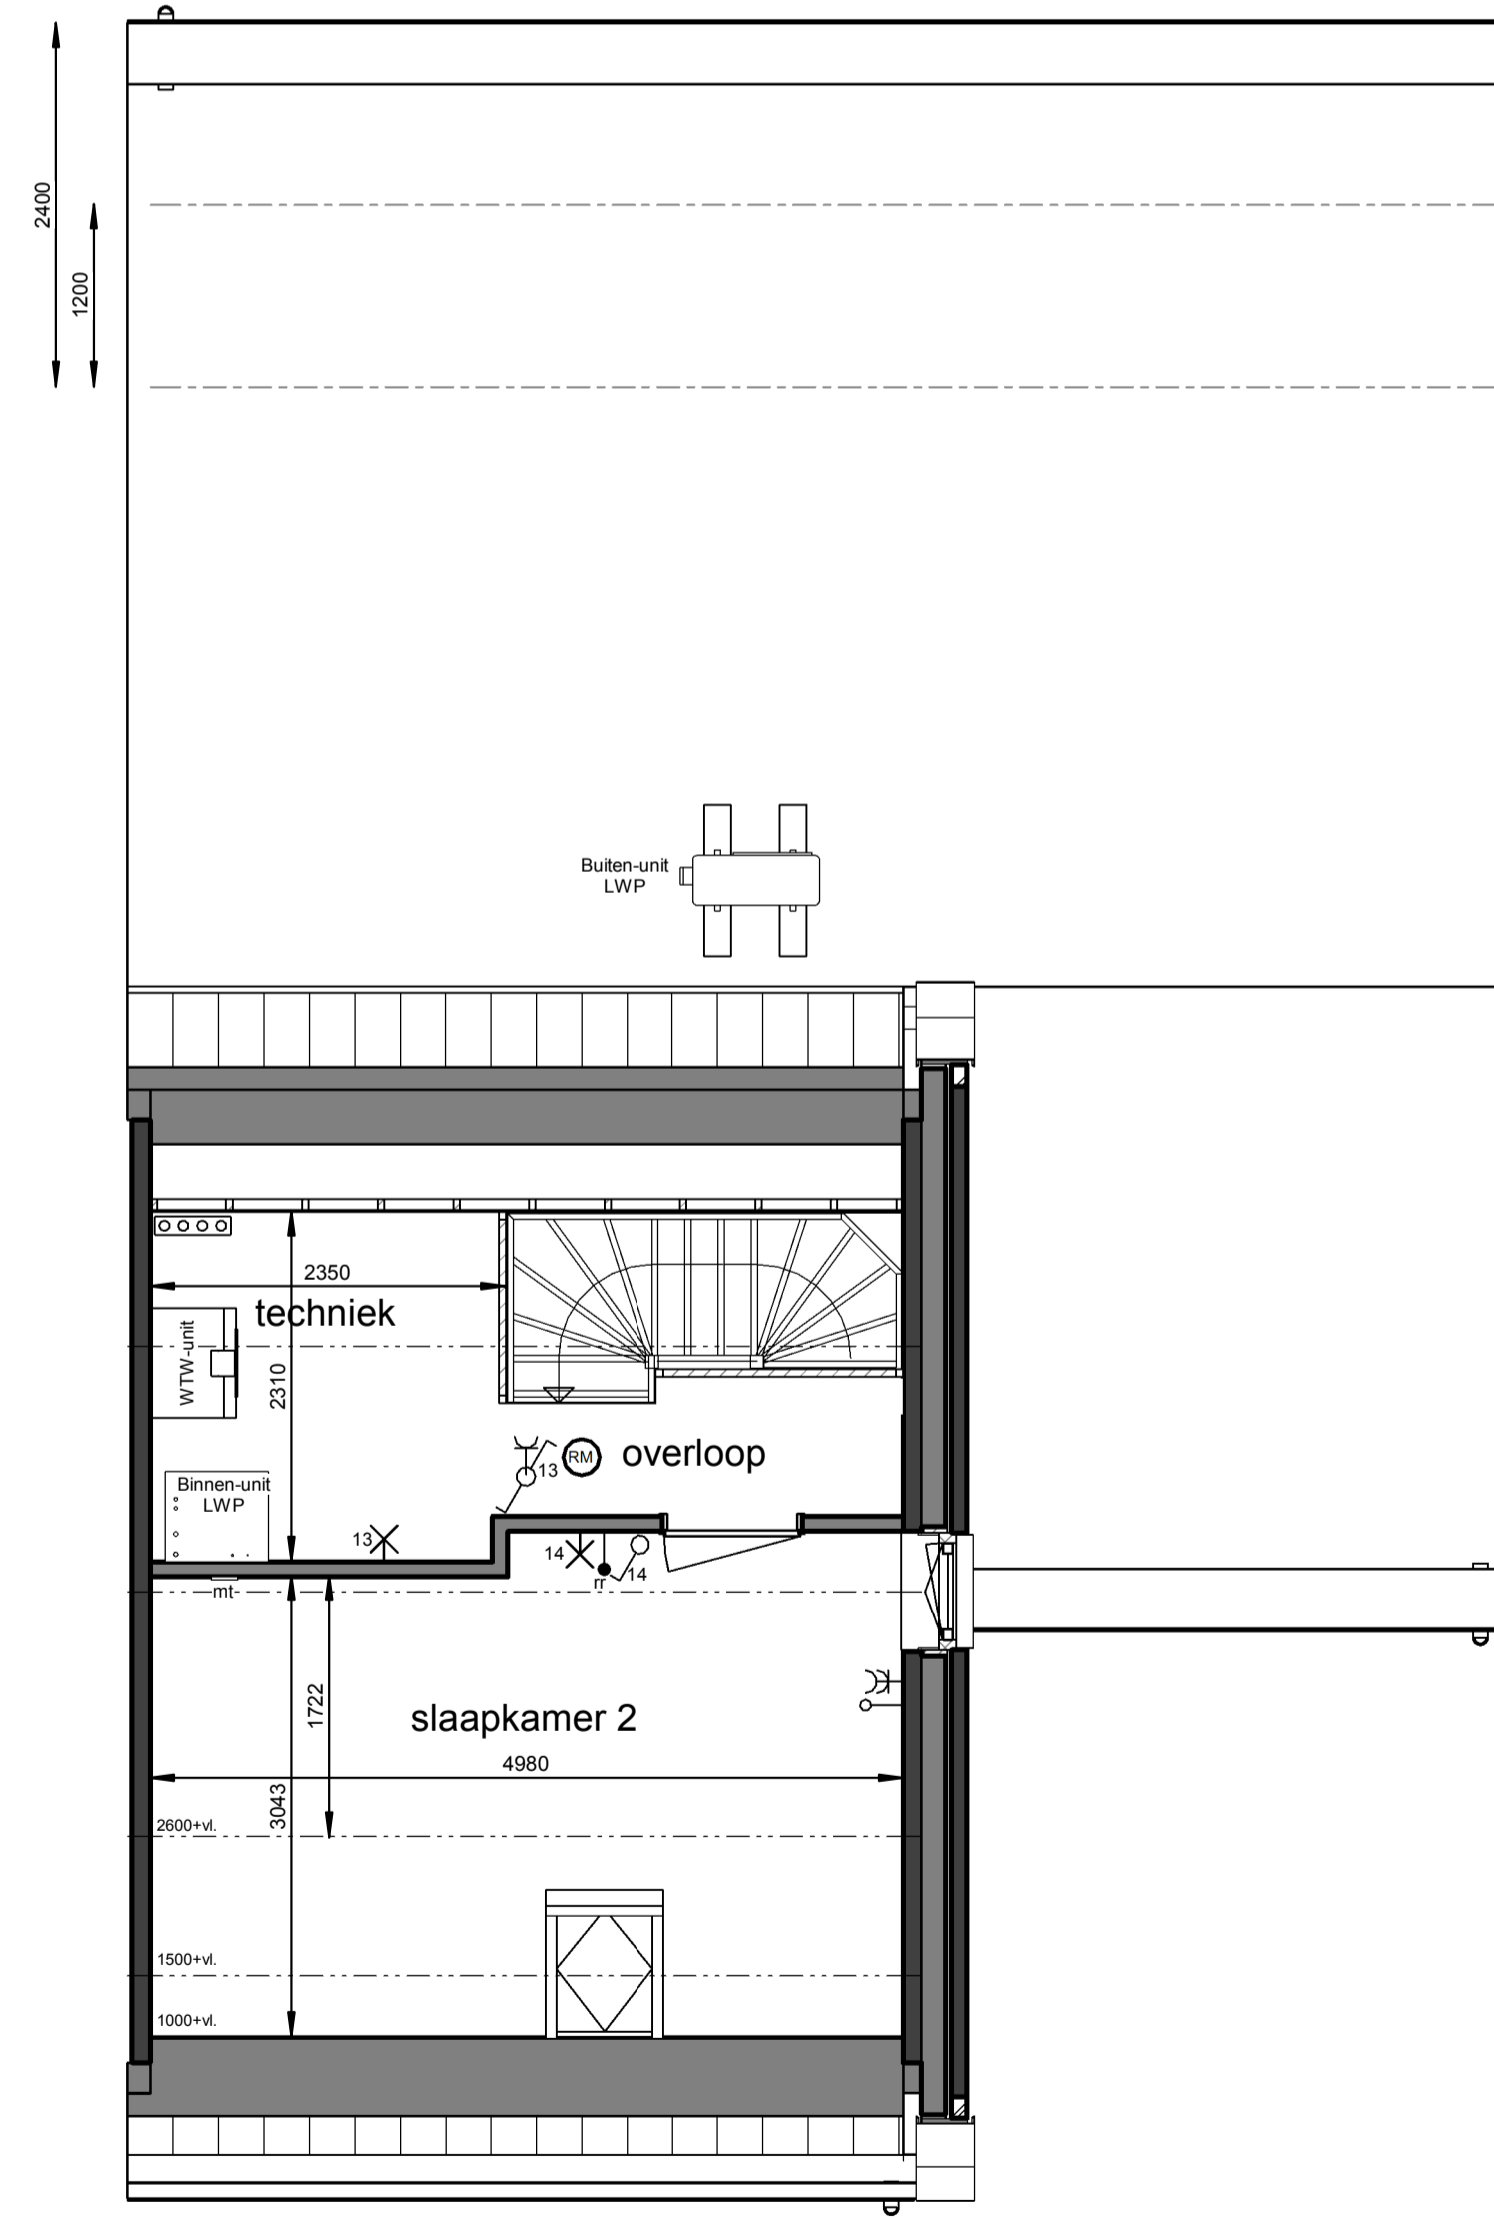 2400
1200
Buiten-unit
LWP
2350
techniek
WTW-unit
2310
13
RM
overloop
Binnen-unit
LWP
13
14
rr
14
mt
1722
slaapkamer 2
4980
3043
2600+vl.
1500+vl.
1000+vl.